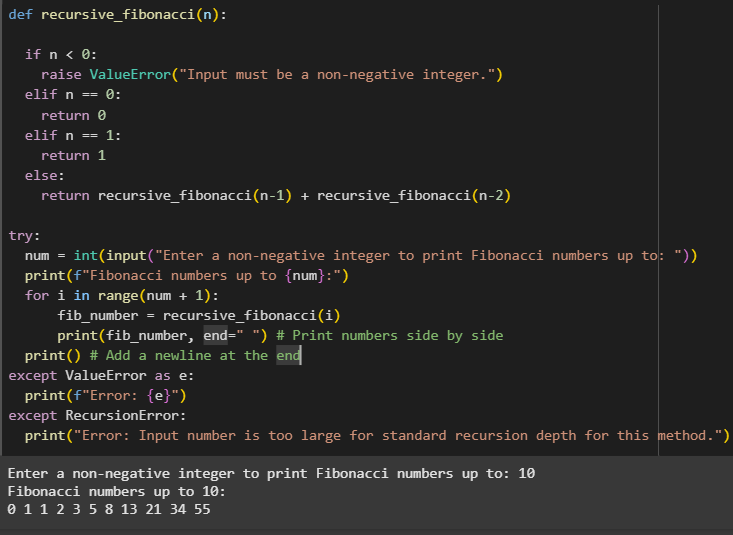 def recursive_fibonacci(n):
  if n < 0:
    raise ValueError("Input must be a non-negative integer.")
  elif n == 0:
    return 0
  elif n == 1:
    return 1
  else:
    return recursive_fibonacci(n-1) + recursive_fibonacci(n-2)
try:
  num = int(input("Enter a non-negative integer to print Fibonacci numbers up to: "))
  print(f"Fibonacci numbers up to {num}:")
  for i in range(num + 1):
      fib_number = recursive_fibonacci(i)
      print(fib_number, end=" ") # Print numbers side by side
  print() # Add a newline at the end
except ValueError as e:
  print(f"Error: {e}")
except RecursionError:
  print("Error: Input number is too large for standard recursion depth for this method.")
Enter a non-negative integer to print Fibonacci numbers up to: 10
Fibonacci numbers up to 10:
0 1 1 2 3 5 8 13 21 34 55